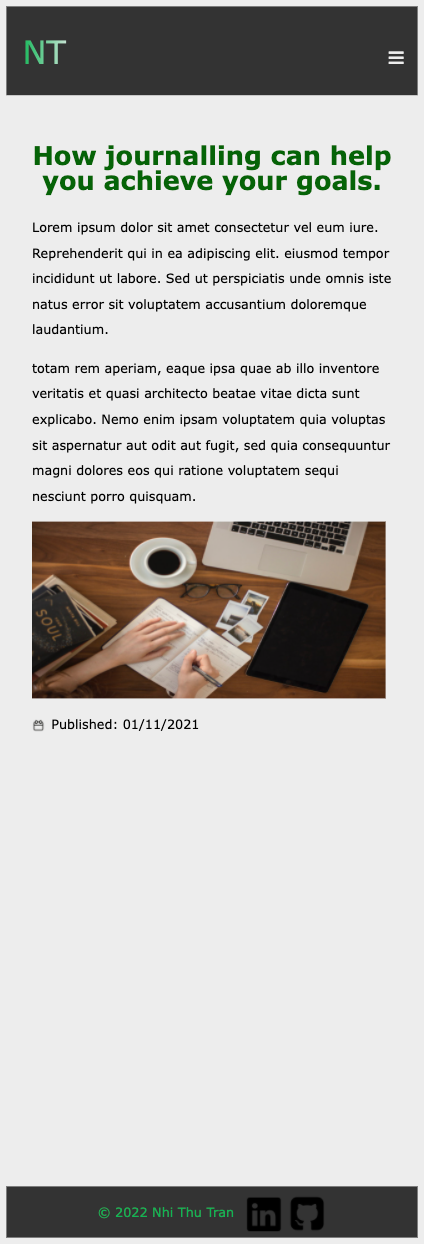 NT
How journalling can help
you achieve your goals.
Lorem ipsum dolor sit amet consectetur vel eum iure.
Reprehenderit qui in ea adipiscing elit. eiusmod tempor
incididunt ut labore. Sed ut perspiciatis unde omnis iste
natus error sit voluptatem accusantium doloremque
laudantium.
totam rem aperiam, eaque ipsa quae ab illo inventore
veritatis et quasi architecto beatae vitae dicta sunt
explicabo. Nemo enim ipsam voluptatem quia voluptas
sit aspernatur aut odit aut fugit, sed quia consequuntur
magni dolores eos qui ratione voluptatem sequi
nesciunt porro quisquam.
SOUL
Published: 01/11/2021
© 2022 Nhi Thu Tran
in